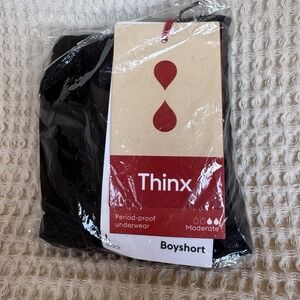 Thinx
Period-proof
underwear
Moderate
Boyshort